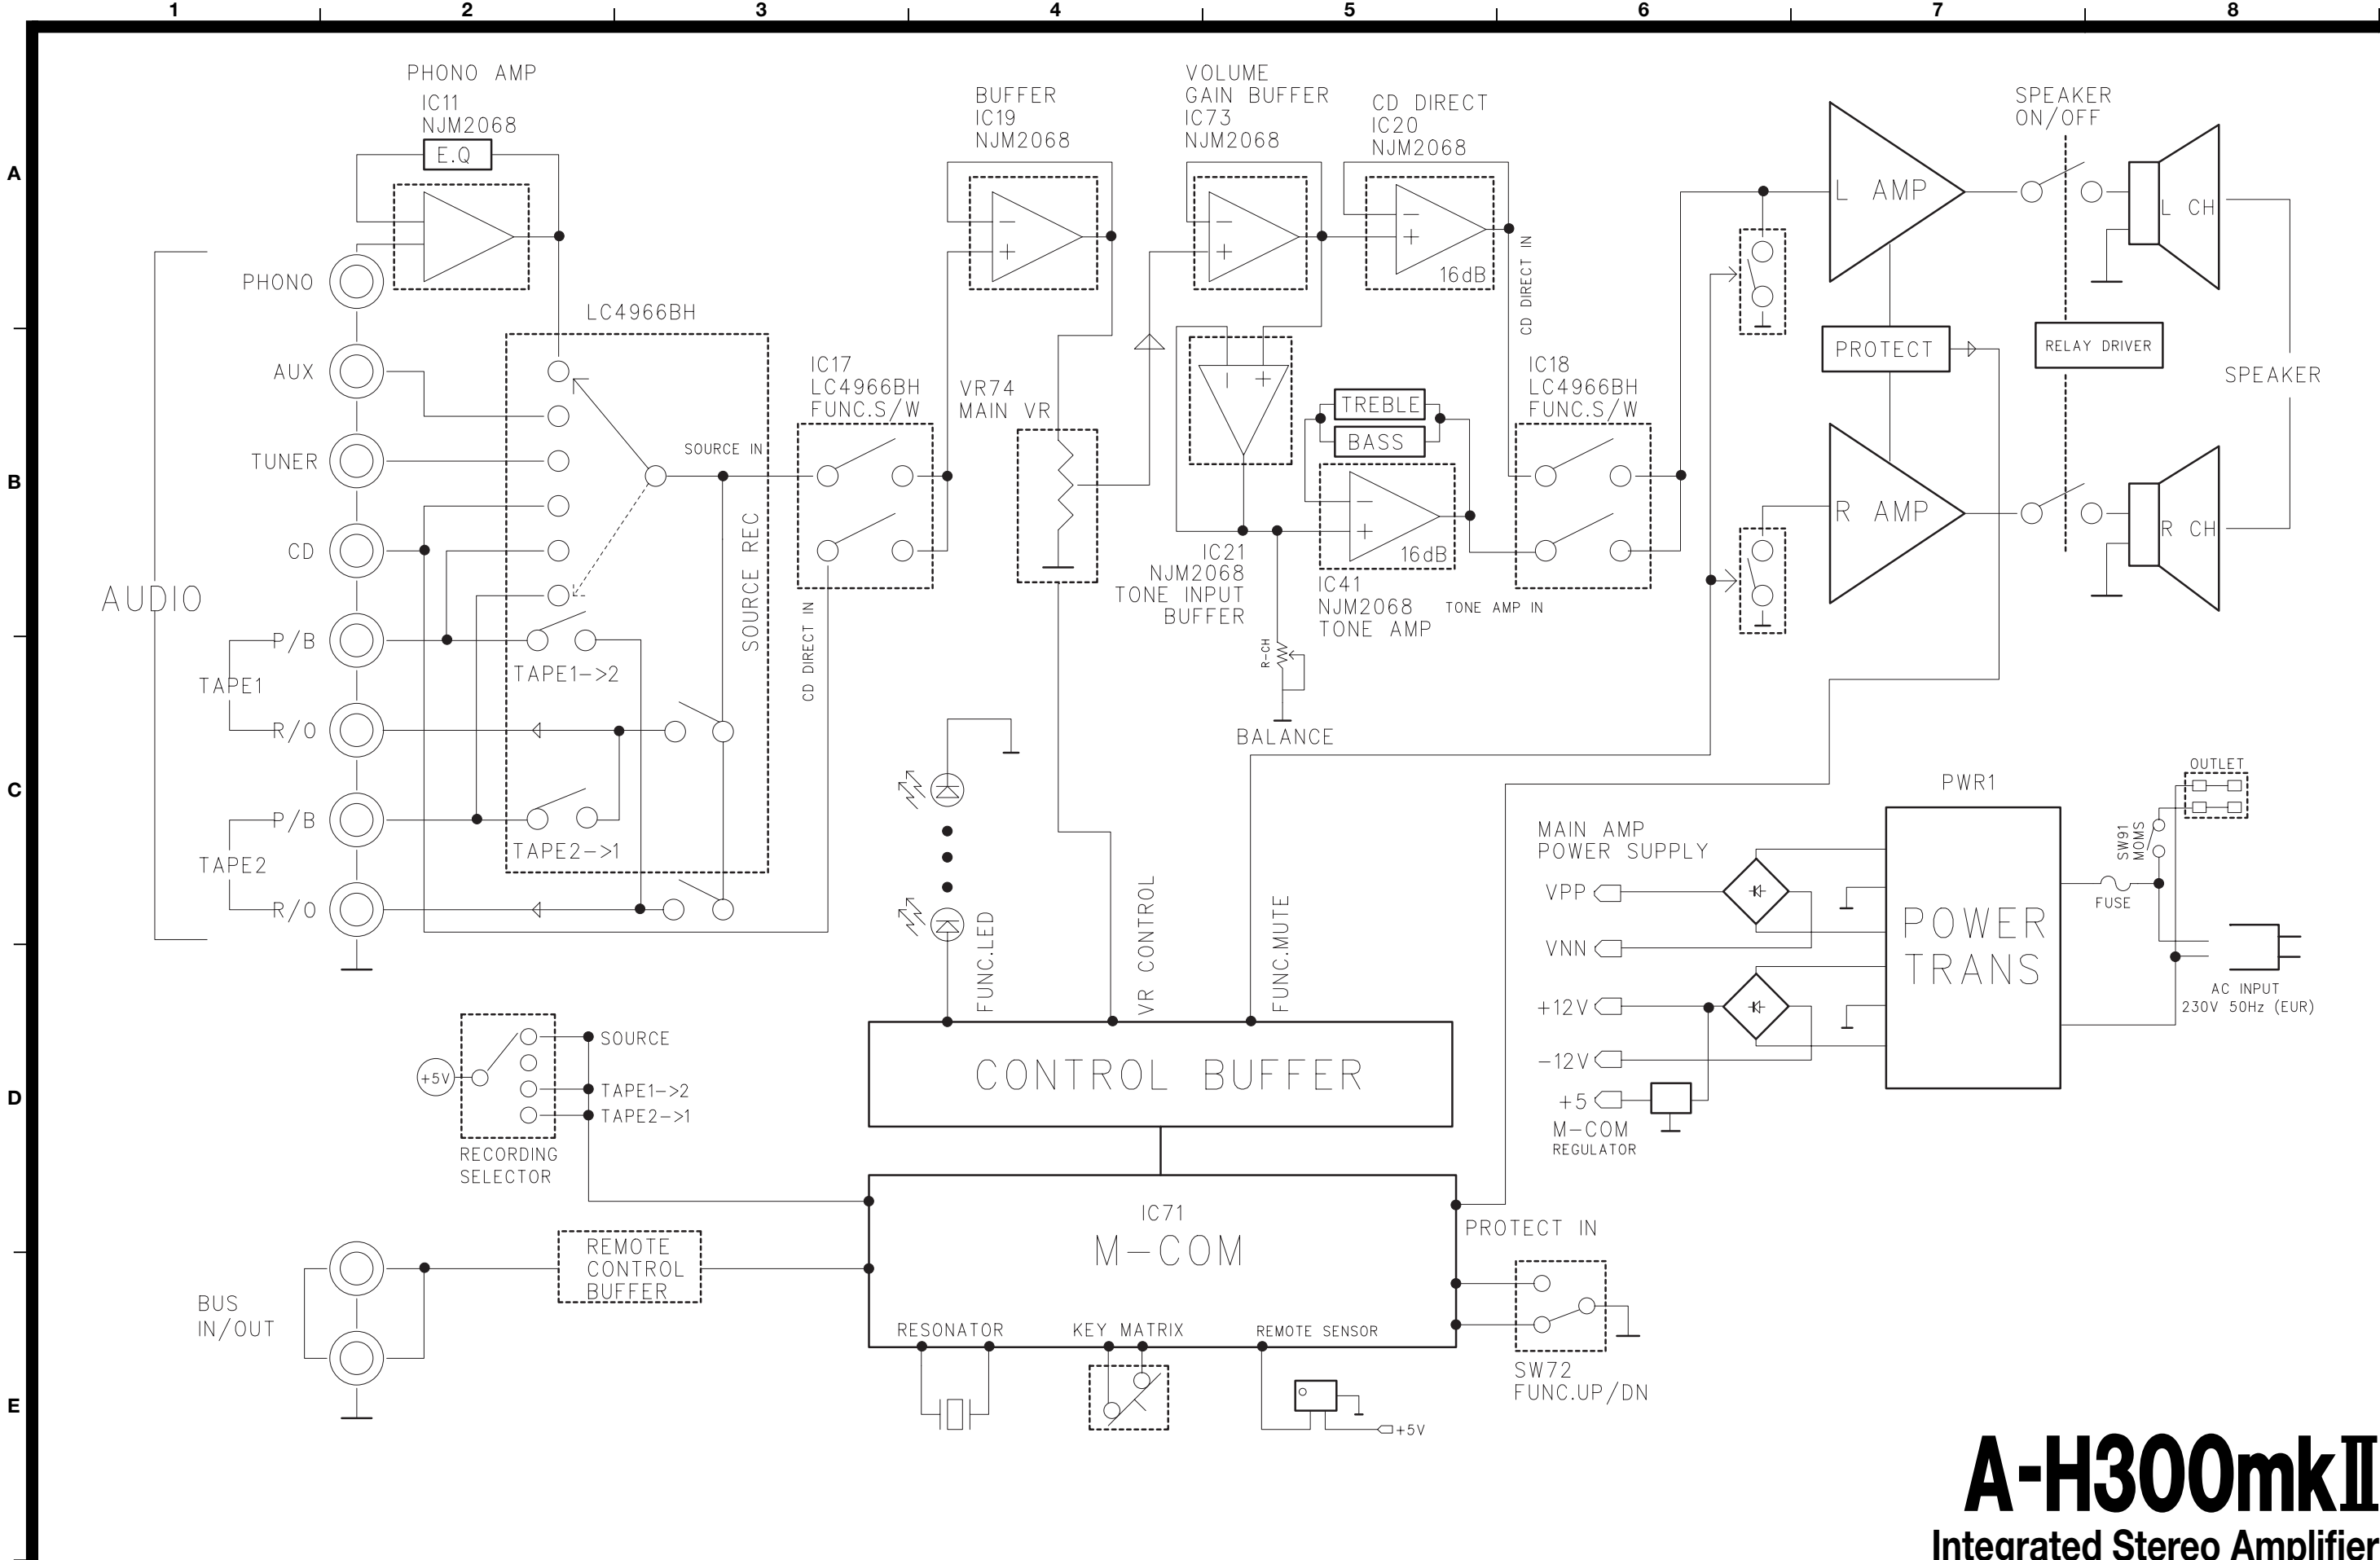 1 2 3 4 5 6 7 8
A
B
C
D
E
PHONO AMP
IC11
NJM2068
E.Q
AUDIO
PHONO
AUX
TUNER
CD
P/B
TAPE1
R/O
P/B
TAPE2
R/O
LC4966BH
SOURCE IN
SOURCE REC
TAPE1->2
TAPE2->1
IC17
LC4966BH
FUNC.S/W
CD DIRECT IN
BUFFER
IC19
NJM2068
−
+
VR74
MAIN VR
VOLUME
GAIN BUFFER
IC73
NJM2068
−
+
CD DIRECT
IC20
NJM2068
−
+
16dB
CD DIRECT IN
−
+
IC21
NJM2068
TONE INPUT
BUFFER
TREBLE
BASS
−
+
16dB
IC41
NJM2068
TONE AMP
TONE AMP IN
R-CH
BALANCE
IC18
LC4966BH
FUNC.S/W
L AMP
PROTECT
R AMP
SPEAKER
ON/OFF
RELAY DRIVER
L CH
R CH
SPEAKER
FUNC.LED
VR CONTROL
FUNC.MUTE
CONTROL BUFFER
+5V
SOURCE
TAPE1->2
TAPE2->1
RECORDING
SELECTOR
MAIN AMP
POWER SUPPLY
VPP
VNN
+12V
−12V
+5
M-COM
REGULATOR
PWR1
POWER
TRANS
OUTLET
SW91
MOMS
FUSE
AC INPUT
230V 50Hz (EUR)
IC71
M-COM
PROTECT IN
RESONATOR
KEY MATRIX
REMOTE SENSOR
+5V
SW72
FUNC.UP/DN
REMOTE
CONTROL
BUFFER
BUS
IN/OUT
A-H300mkII
Integrated Stereo Amplifier